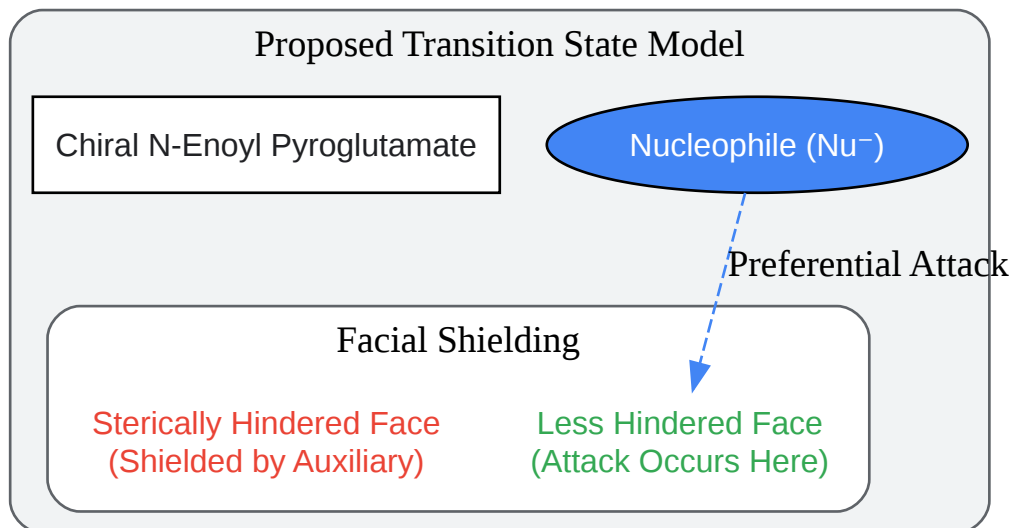 Proposed Transition State Model
Chiral N-Enoyl Pyroglutamate
Nucleophile (Nu⁻)
Preferential Attack
Facial Shielding
Sterically Hindered Face
(Shielded by Auxiliary)
Less Hindered Face
(Attack Occurs Here)